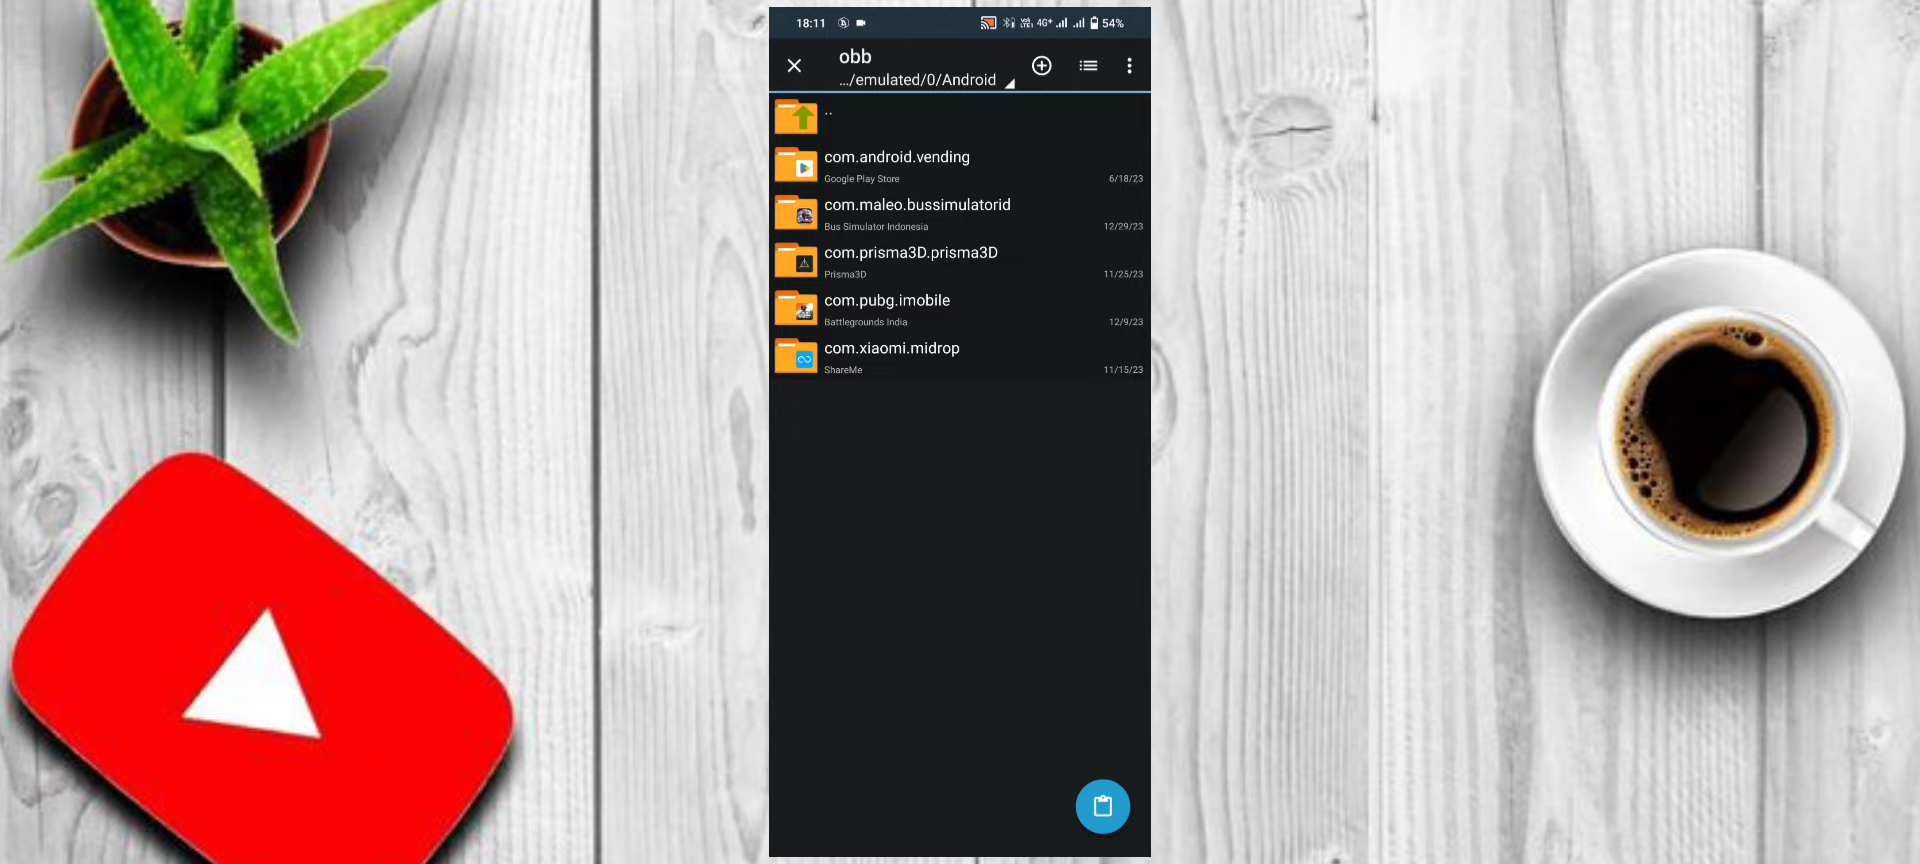 18:11
4G+ 54%
obb
.../emulated/0/Android
..
com.android.vending
Google Play Store
6/18/23
com.maleo.bussimulatorid
Bus Simulator Indonesia
12/29/23
com.prisma3D.prisma3D
Prisma3D
11/25/23
com.pubg.imobile
Battlegrounds India
12/9/23
com.xiaomi.midrop
ShareMe
11/15/23